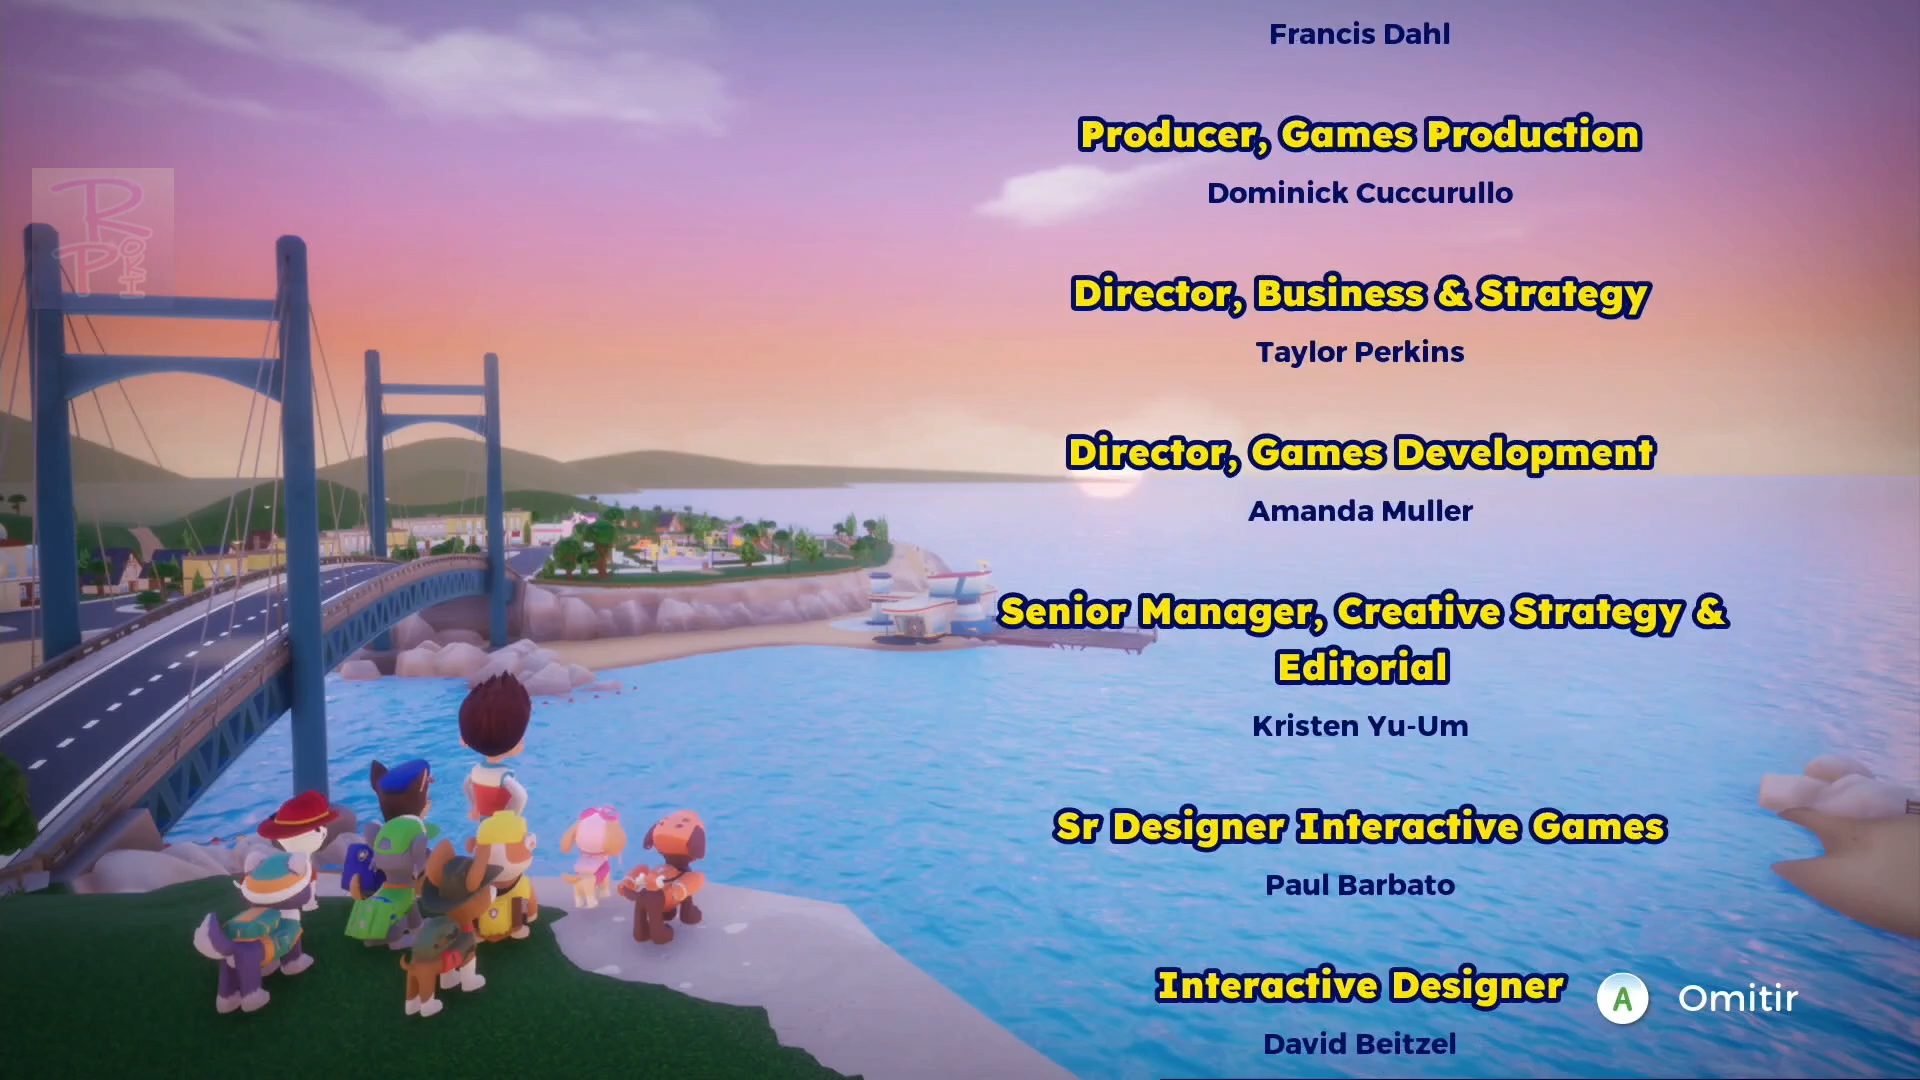 Francis Dahl
Producer, Games Production
Dominick Cuccurullo
Director, Business & Strategy
Taylor Perkins
Director, Games Development
Amanda Muller
Senior Manager, Creative Strategy &
Editorial
Kristen Yu-Um
Sr Designer Interactive Games
Paul Barbato
Interactive Designer
A Omitir
David Beitzel